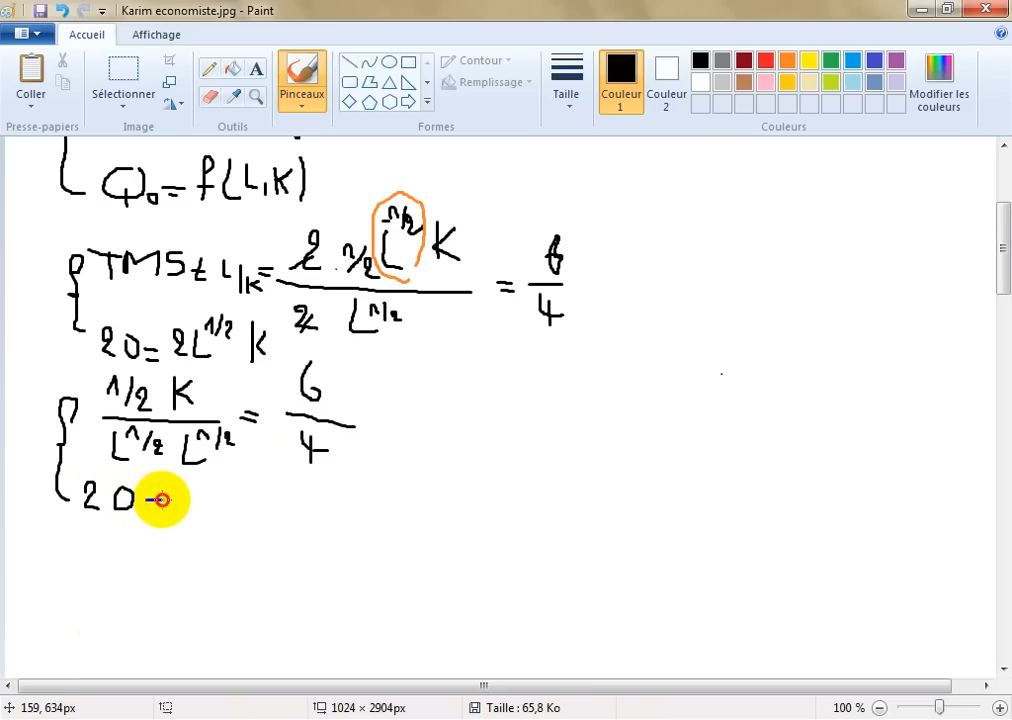 Karim economiste.jpg - Paint
Accueil Affichage
Coller
Sélectionner
A
Pinceaux
Contour
Remplissage
Taille
Couleur 1
Couleur 2
Modifier les couleurs
Presse-papiers Image Outils Formes Couleurs
Q₀ = f(L,K)
TMSt L/K = 2 . 1/2 L^-1/2 K / 2 L^1/2 = 6/4
20 = 2L^1/2 K
1/2 K / L^1/2 L^1/2 = 6/4
20 -
159, 634px 1024 × 2904px Taille : 65,8 Ko 100 %